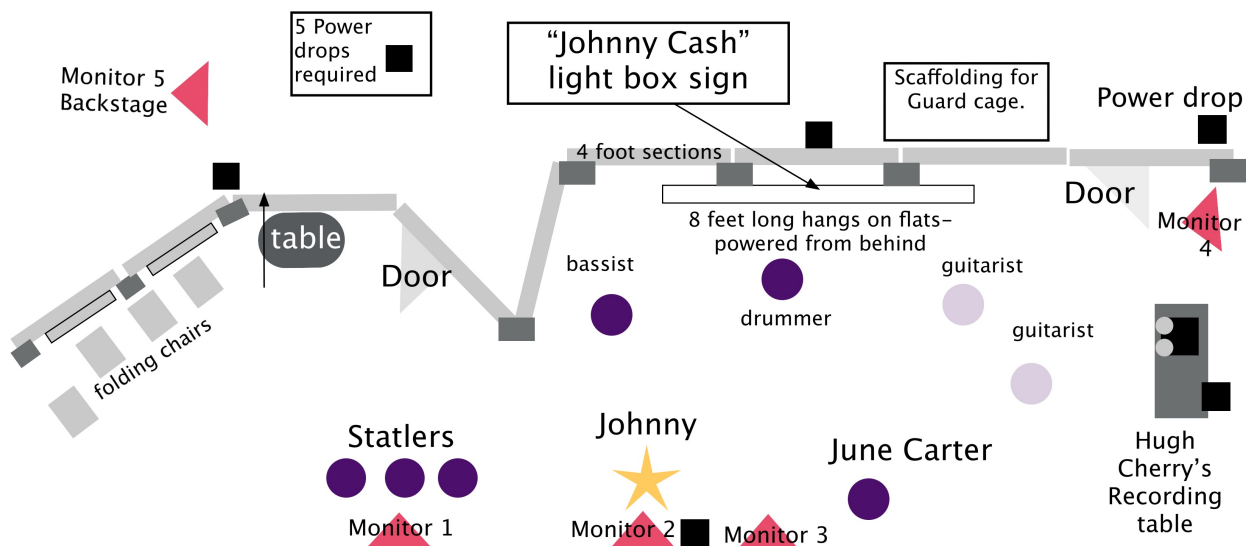 5 Power
drops
required
“Johnny Cash”
light box sign
Monitor 5
Backstage
Scaffolding for
Guard cage.
Power drop
4 foot sections
Door
8 feet long hangs on flats-
powered from behind
Monitor
4
table
Door
bassist
drummer
guitarist
guitarist
folding chairs
Statlers
Johnny
June Carter
Hugh
Cherry’s
Recording
table
Monitor 1
Monitor 2
Monitor 3